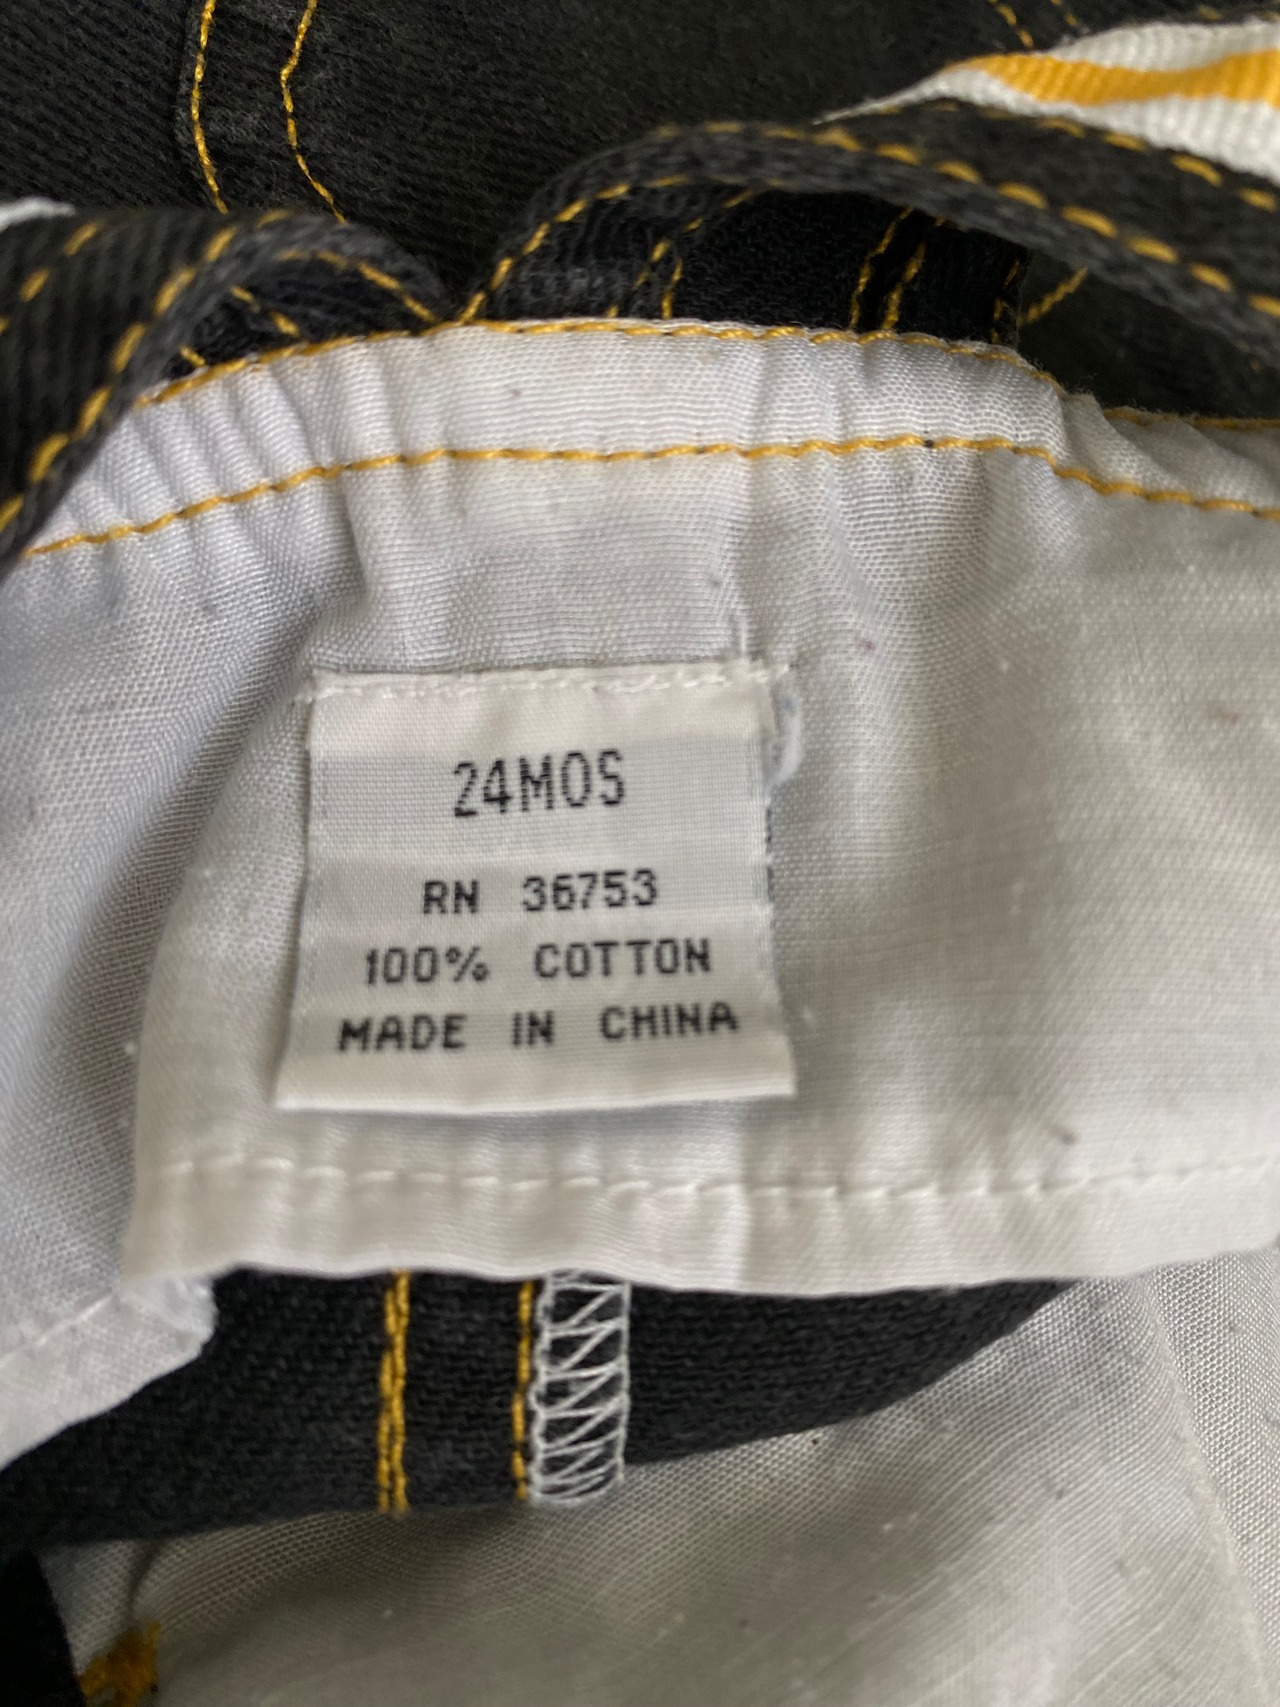 24MOS
RN 36753
100% COTTON
MADE IN CHINA